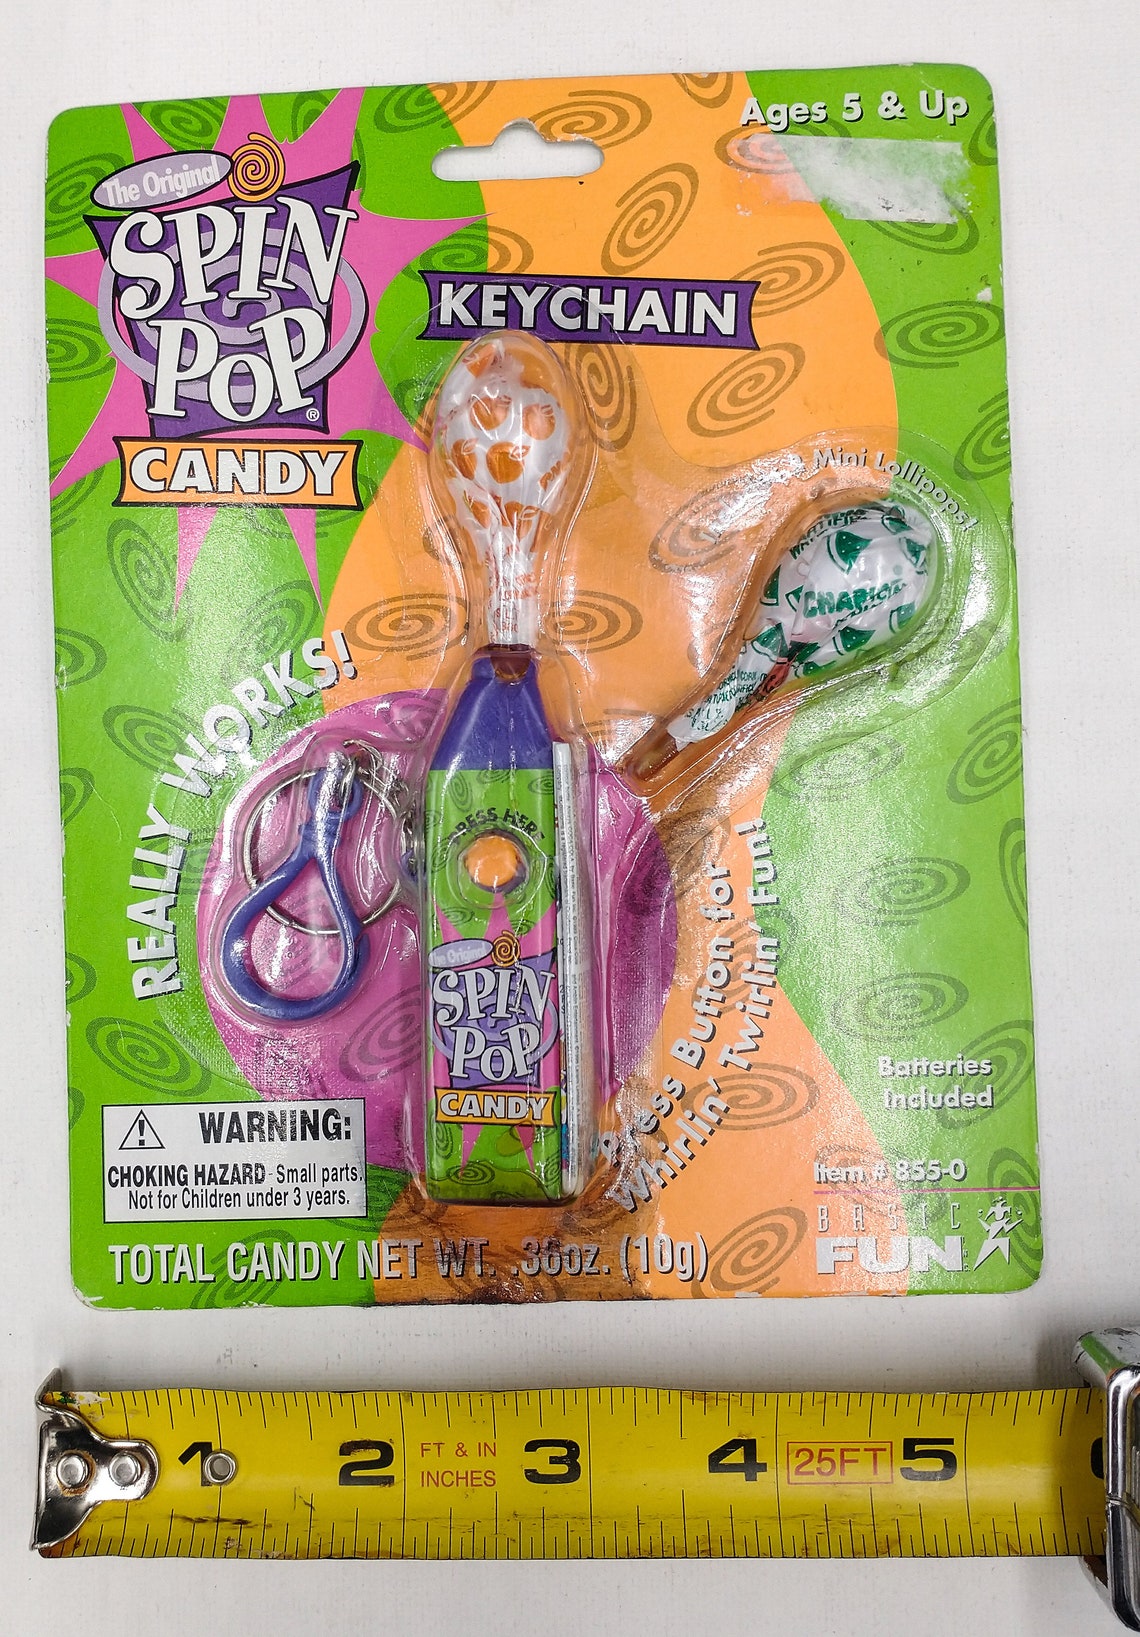 Ages 5 & Up
The Original
SPIN
POP®
CANDY
KEYCHAIN
Mini Lollipops!
CHARMS
REALLY WORKS!
PRESS HERE
The Original
SPIN
POP
CANDY
Press Button for
Whirlin', Twirlin' Fun!
Batteries
Included
WARNING:
CHOKING HAZARD - Small parts.
Not for Children under 3 years.
Item # 855-0
BASIC
FUN
TOTAL CANDY NET WT. .36oz. (10g)
1 2 FT & IN 3 4 25FT 5
INCHES